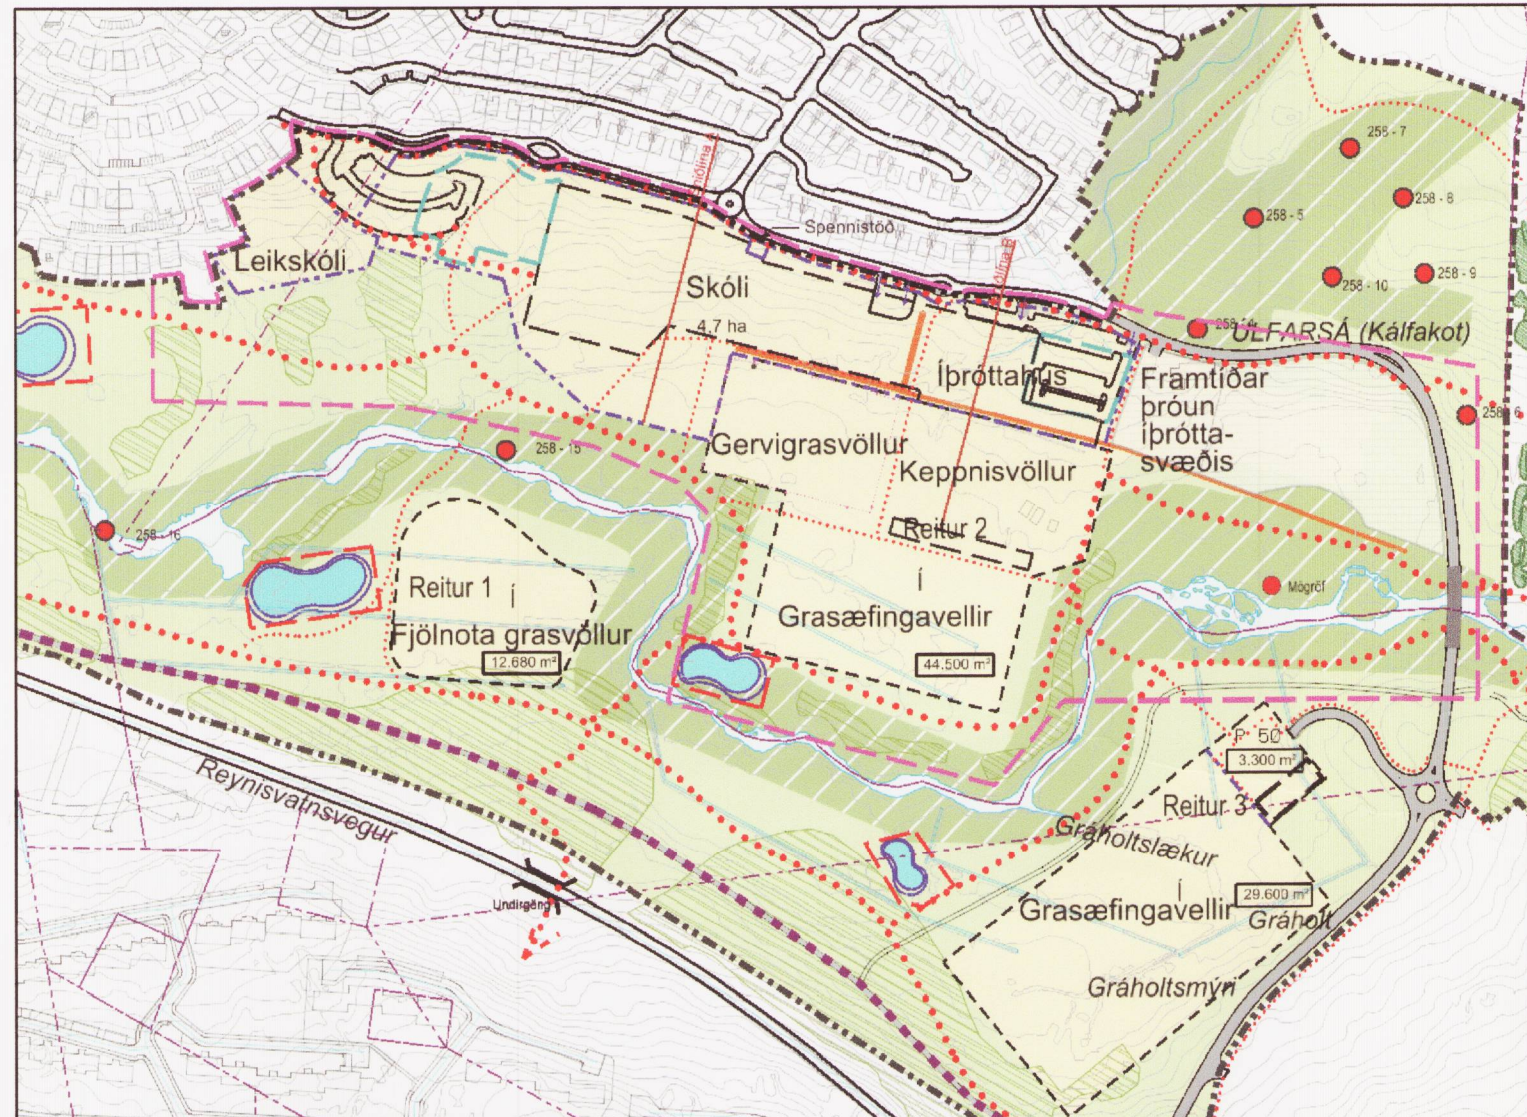 258 - 7
258 - 8
258 - 5
258 - 9
258 - 10
ÚLFARSÁ (Kálfakot)
258 - 6
Spennistöð
Leikskóli
Skóli
4,7 ha
Íþróttahús
Framtíðar
þróun
íþrótta-
svæðis
Gervigrasvöllur
Keppnisvöllur
258 - 15
258 - 16
Reitur 2
Í
Grasæfingavellir
44.500 m²
Mógröf
Reitur 1
Í
Fjölnota grasvöllur
12.680 m²
Reynisvatnsvegur
Undirgöng
P 50
3.300 m²
Reitur 3
Gráholtslækur
Í
Grasæfingavellir
29.600 m²
Gráholt
Gráholtsmýri